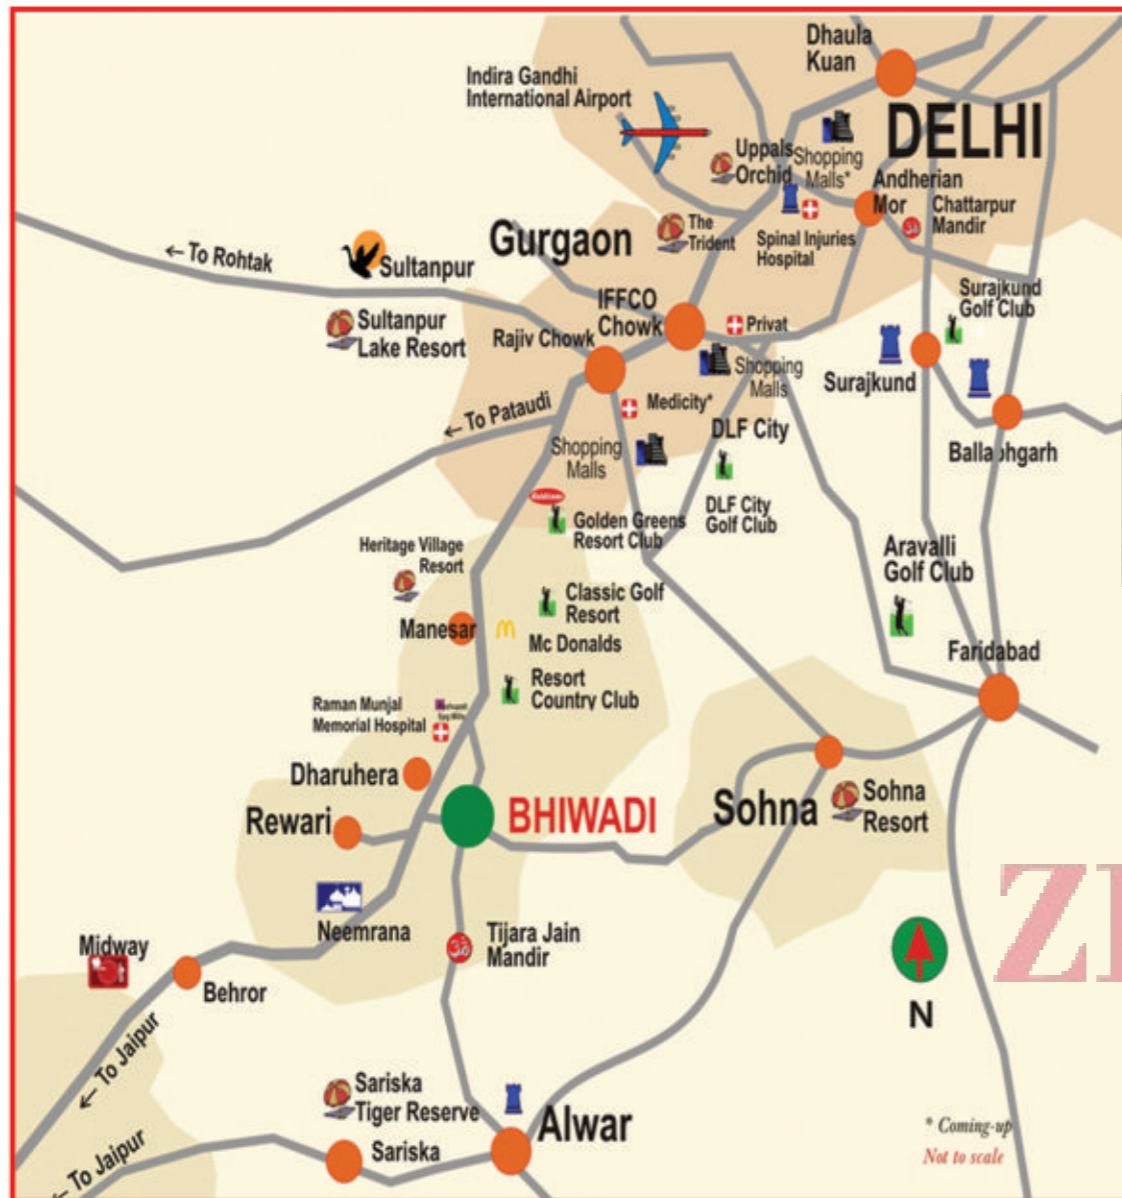 Dhaula
Kuan
Indira Gandhi
International Airport
DELHI
Uppals
Orchid
Shopping
Malls*
Andherian
Mor
Chattarpur
Mandir
The
Trident
Spinal Injuries
Hospital
Gurgaon
← To Rohtak
Sultanpur
Sultanpur
Lake Resort
IFFCO
Chowk
Rajiv Chowk
Privat
Surajkund
Golf Club
Shopping
Malls
Surajkund
← To Pataudi
Medicity*
DLF City
Shopping
Malls
Ballabhgarh
DLF City
Golf Club
Golden Greens
Resort Club
Heritage Village
Resort
Aravalli
Golf Club
Classic Golf
Resort
Manesar
Mc Donalds
Faridabad
Resort
Country Club
Raman Munjal
Memorial Hospital
Dharuhera
Rewari
BHIWADI
Sohna
Sohna
Resort
Neemrana
Tijara Jain
Mandir
ॐ
Midway
Behror
N
← To Jaipur
Sariska
Tiger Reserve
Alwar
Sariska
← To Jaipur
* Coming-up
Not to scale